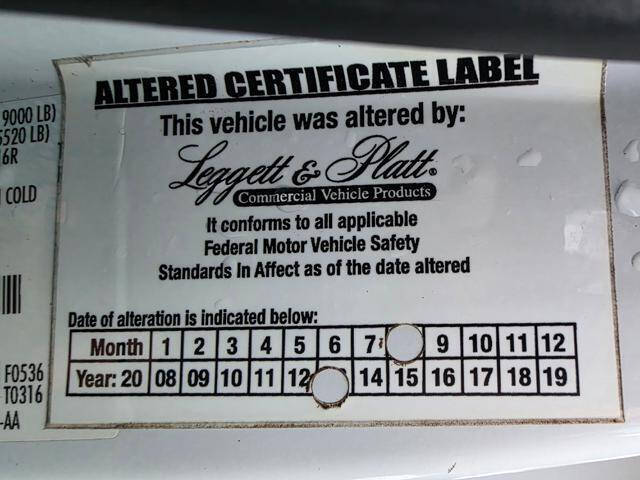 ALTERED CERTIFICATE LABEL
This vehicle was altered by:
Leggett & Platt®
Commercial Vehicle Products
It conforms to all applicable
Federal Motor Vehicle Safety
Standards In Affect as of the date altered
Date of alteration is indicated below:
Month 1 2 3 4 5 6 7 9 10 11 12
Year: 20 08 09 10 11 12 14 15 16 17 18 19
9000 LB)
5520 LB)
6R
COLD
F0536
T0316
-AA